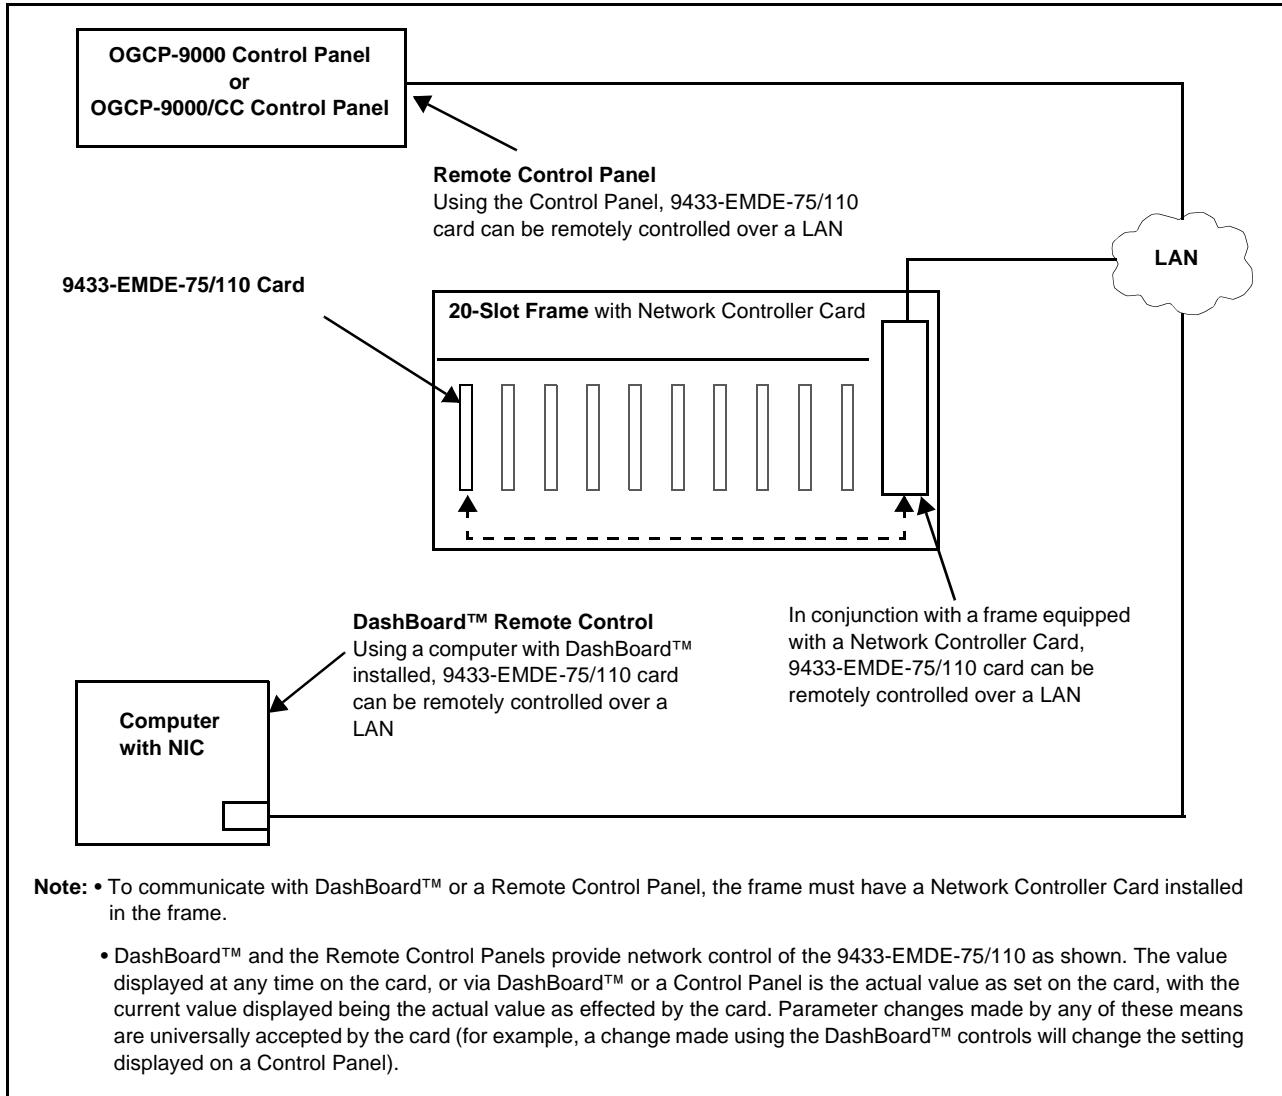 OGCP-9000 Control Panel
or
OGCP-9000/CC Control Panel
Remote Control Panel
Using the Control Panel, 9433-EMDE-75/110
card can be remotely controlled over a LAN
LAN
9433-EMDE-75/110 Card
20-Slot Frame with Network Controller Card
DashBoard™ Remote Control
Using a computer with DashBoard™
installed, 9433-EMDE-75/110 card
can be remotely controlled over a
LAN
In conjunction with a frame equipped
with a Network Controller Card,
9433-EMDE-75/110 card can be
remotely controlled over a LAN
Computer
with NIC
Note: • To communicate with DashBoard™ or a Remote Control Panel, the frame must have a Network Controller Card installed
in the frame.
• DashBoard™ and the Remote Control Panels provide network control of the 9433-EMDE-75/110 as shown. The value
displayed at any time on the card, or via DashBoard™ or a Control Panel is the actual value as set on the card, with the
current value displayed being the actual value as effected by the card. Parameter changes made by any of these means
are universally accepted by the card (for example, a change made using the DashBoard™ controls will change the setting
displayed on a Control Panel).